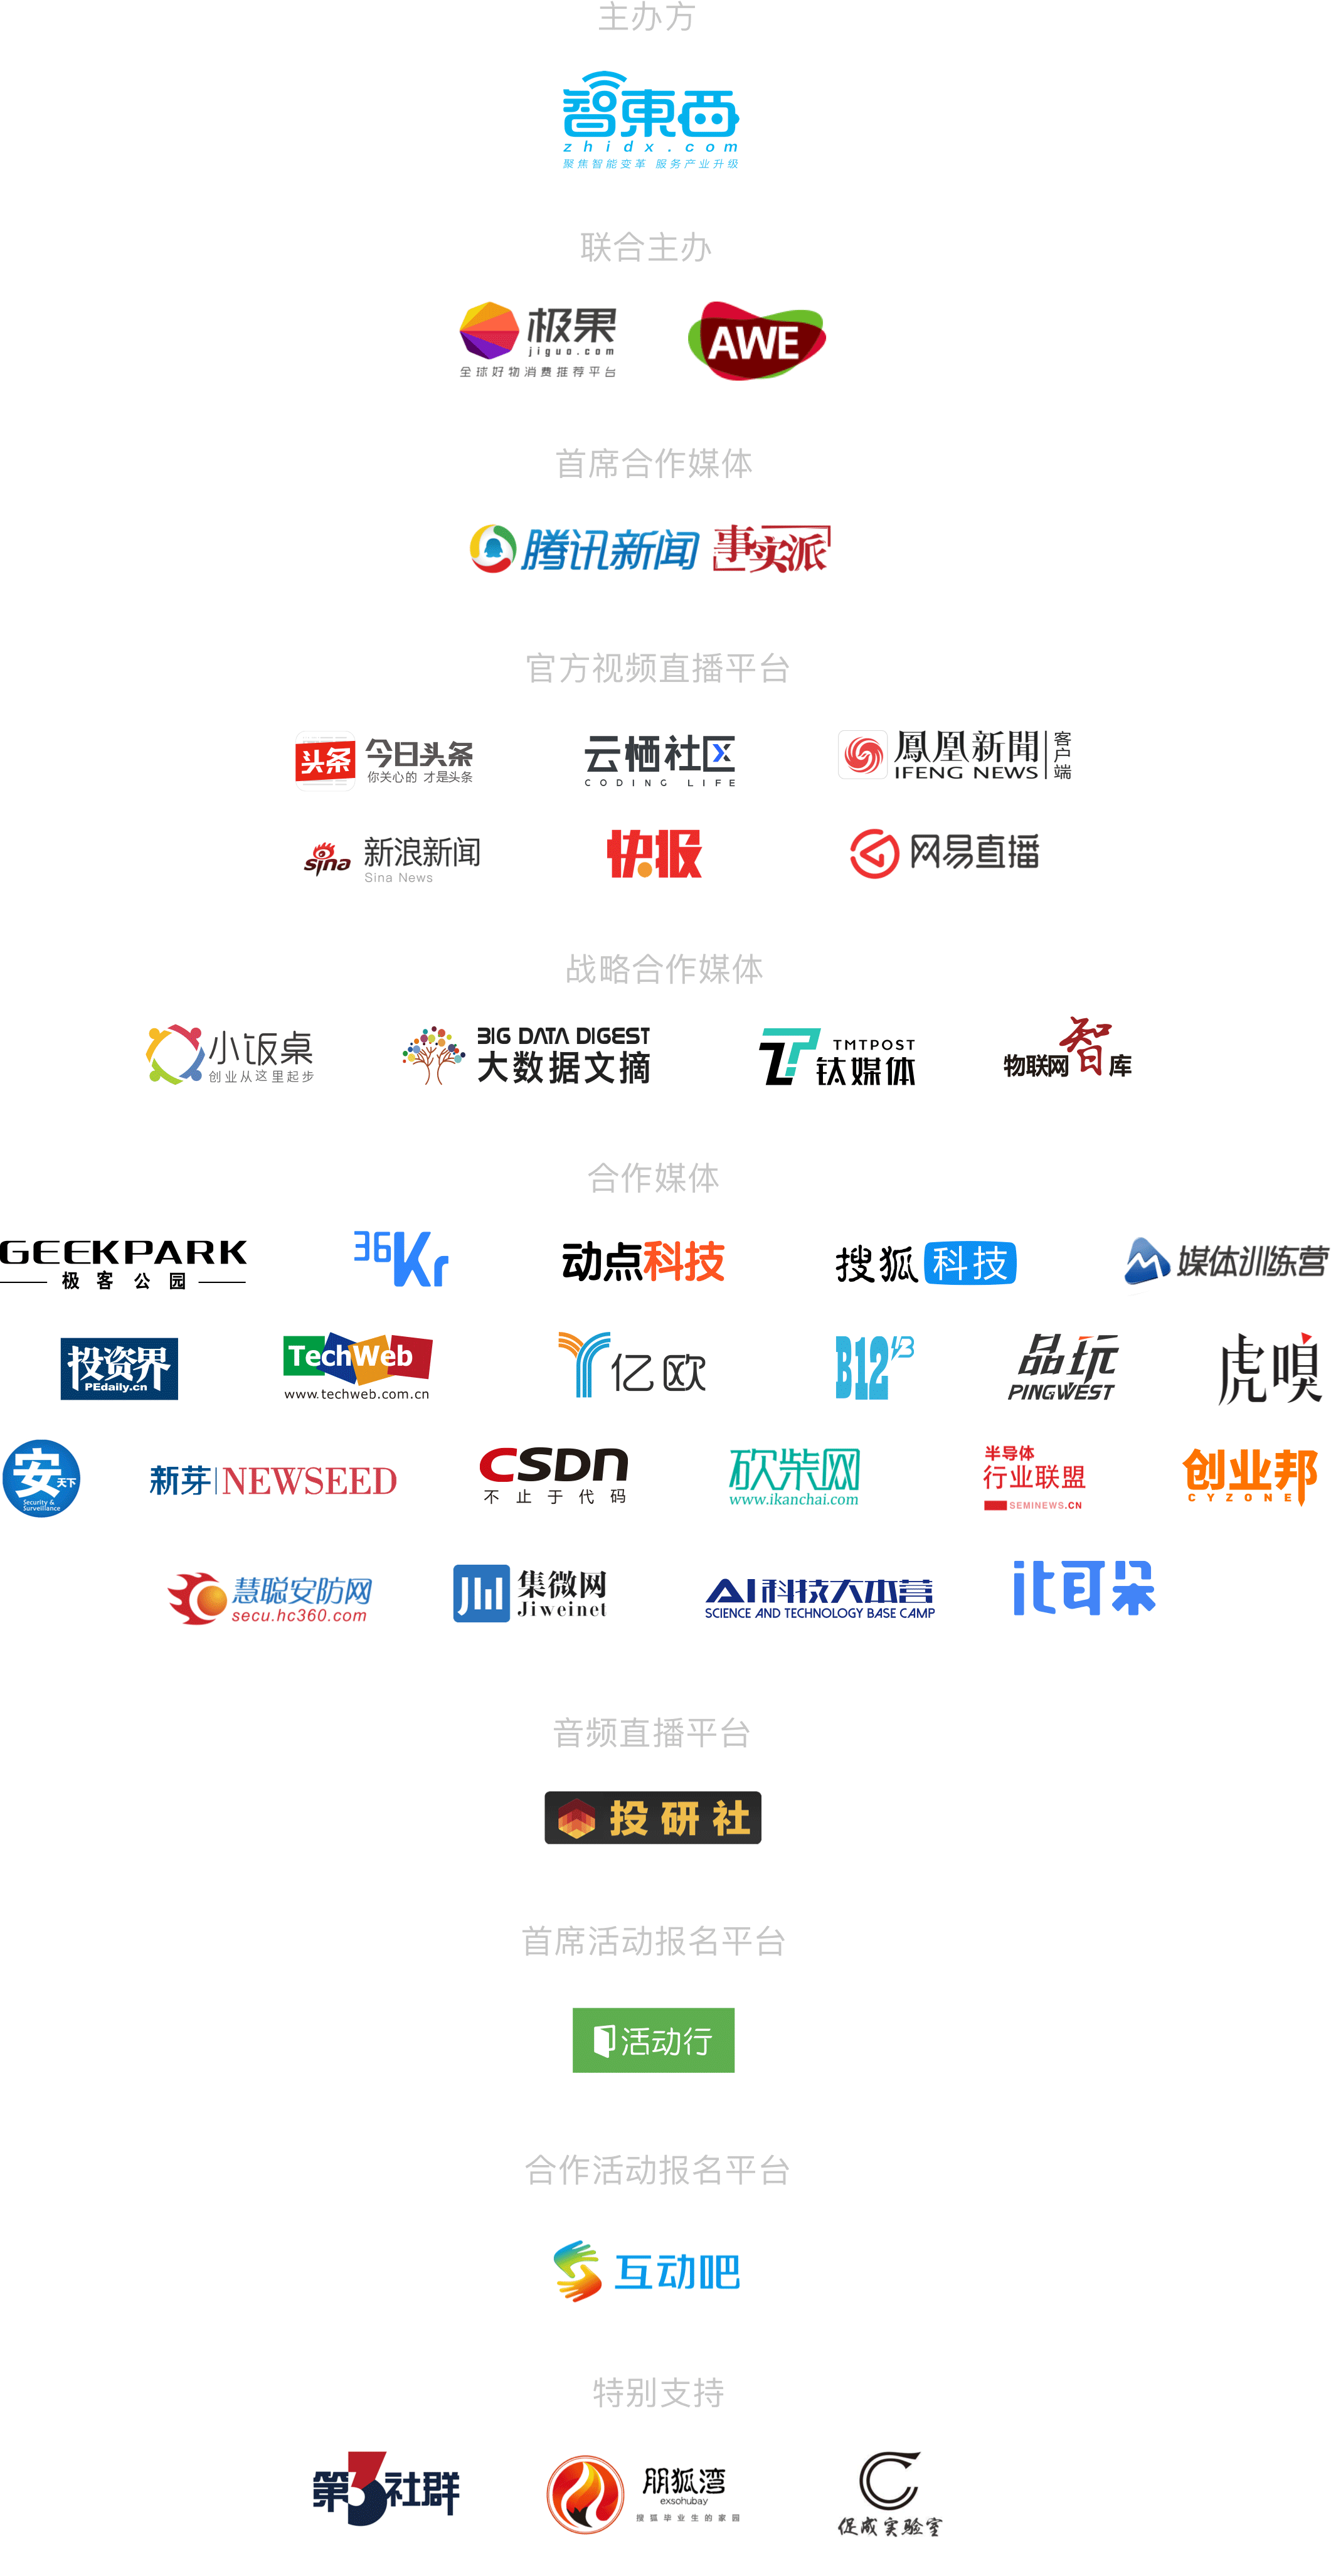 主办方
智東西
zhidx.com
聚焦智能变革 服务产业升级
联合主办
极果
jiguo.com
全球好物消费推荐平台
AWE
首席合作媒体
腾讯新闻 事实派
官方视频直播平台
头条 今日头条
你关心的 才是头条
云栖社区
CODING LIFE
鳳凰新聞
IFENG NEWS
客户端
sina 新浪新闻
Sina News
快报
网易直播
战略合作媒体
小饭桌
创业从这里起步
BIG DATA DIGEST
大数据文摘
TMTPOST
钛媒体
物联网智库
合作媒体
GEEKPARK
极客公园
36Kr
动点科技
搜狐科技
媒体训练营
投资界
PEdaily.cn
TechWeb
www.techweb.com.cn
亿欧
B12
品玩
PINGWEST
虎嗅
安天下
Security &
Surveillance
新芽 NEWSEED
CSDN
不止于代码
砍柴网
www.ikanchai.com
半导体
行业联盟
SEMINEWS.CN
创业邦
CYZONE
慧聪安防网
secu.hc360.com
集微网
Jiweinet
AI科技大本营
SCIENCE AND TECHNOLOGY BASE CAMP
it耳朵
音频直播平台
投研社
首席活动报名平台
活动行
合作活动报名平台
互动吧
特别支持
第3社群
朋狐湾
exsohubay
搜狐毕业生的家园
促成实验室